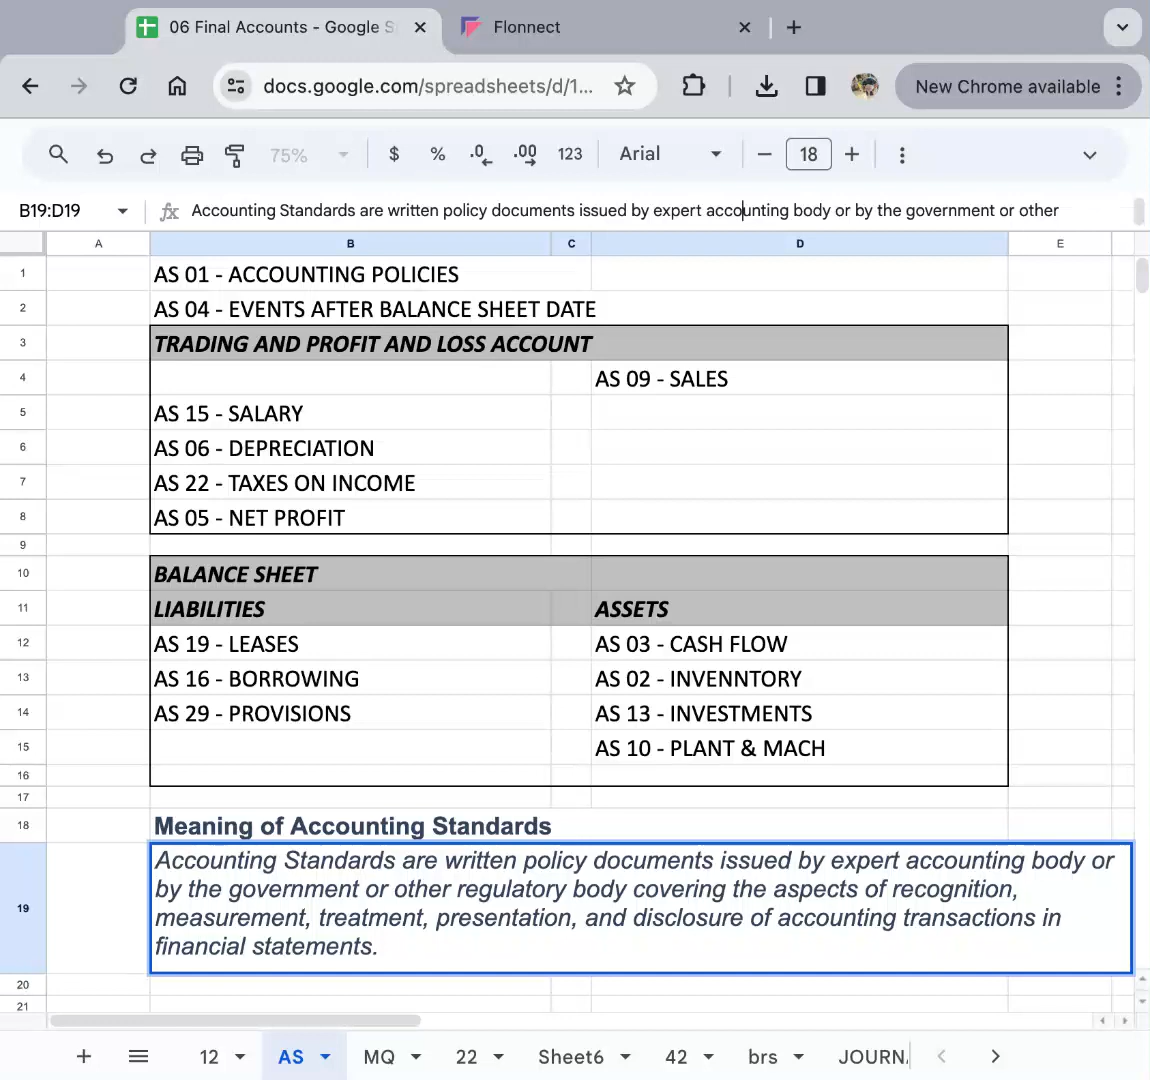 06 Final Accounts - Google S
Flonnect
docs.google.com/spreadsheets/d/1...
New Chrome available
75%
$ % .0 .00 123 Arial 18
B19:D19
fx Accounting Standards are written policy documents issued by expert accounting body or by the government or other
A B C D E
1 AS 01 - ACCOUNTING POLICIES
2 AS 04 - EVENTS AFTER BALANCE SHEET DATE
3 TRADING AND PROFIT AND LOSS ACCOUNT
4 AS 09 - SALES
5 AS 15 - SALARY
6 AS 06 - DEPRECIATION
7 AS 22 - TAXES ON INCOME
8 AS 05 - NET PROFIT
9
10 BALANCE SHEET
11 LIABILITIES ASSETS
12 AS 19 - LEASES AS 03 - CASH FLOW
13 AS 16 - BORROWING AS 02 - INVENNTORY
14 AS 29 - PROVISIONS AS 13 - INVESTMENTS
15 AS 10 - PLANT & MACH
16
17
18 Meaning of Accounting Standards
Accounting Standards are written policy documents issued by expert accounting body or
by the government or other regulatory body covering the aspects of recognition,
19
measurement, treatment, presentation, and disclosure of accounting transactions in
financial statements.
20
21
12 AS MQ 22 Sheet6 42 brs JOURN